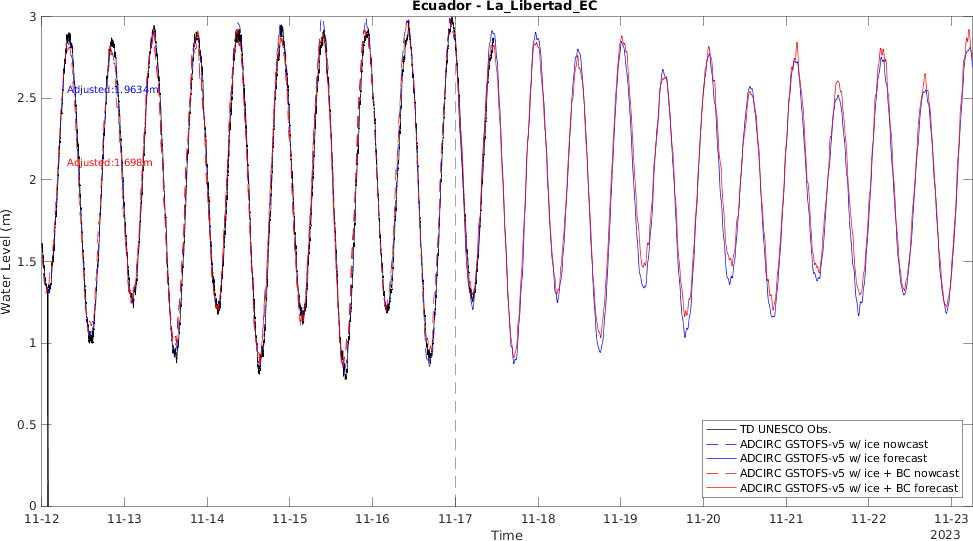 Ecuador - La_Libertad_EC
3
2.5
2
1.5
1
0.5
0
Water Level (m)
Adjusted:1.9634m
Adjusted:1.698m
TD UNESCO Obs.
ADCIRC GSTOFS-v5 w/ ice nowcast
ADCIRC GSTOFS-v5 w/ ice forecast
ADCIRC GSTOFS-v5 w/ ice + BC nowcast
ADCIRC GSTOFS-v5 w/ ice + BC forecast
11-12 11-13 11-14 11-15 11-16 11-17 11-18 11-19 11-20 11-21 11-22 11-23
2023
Time